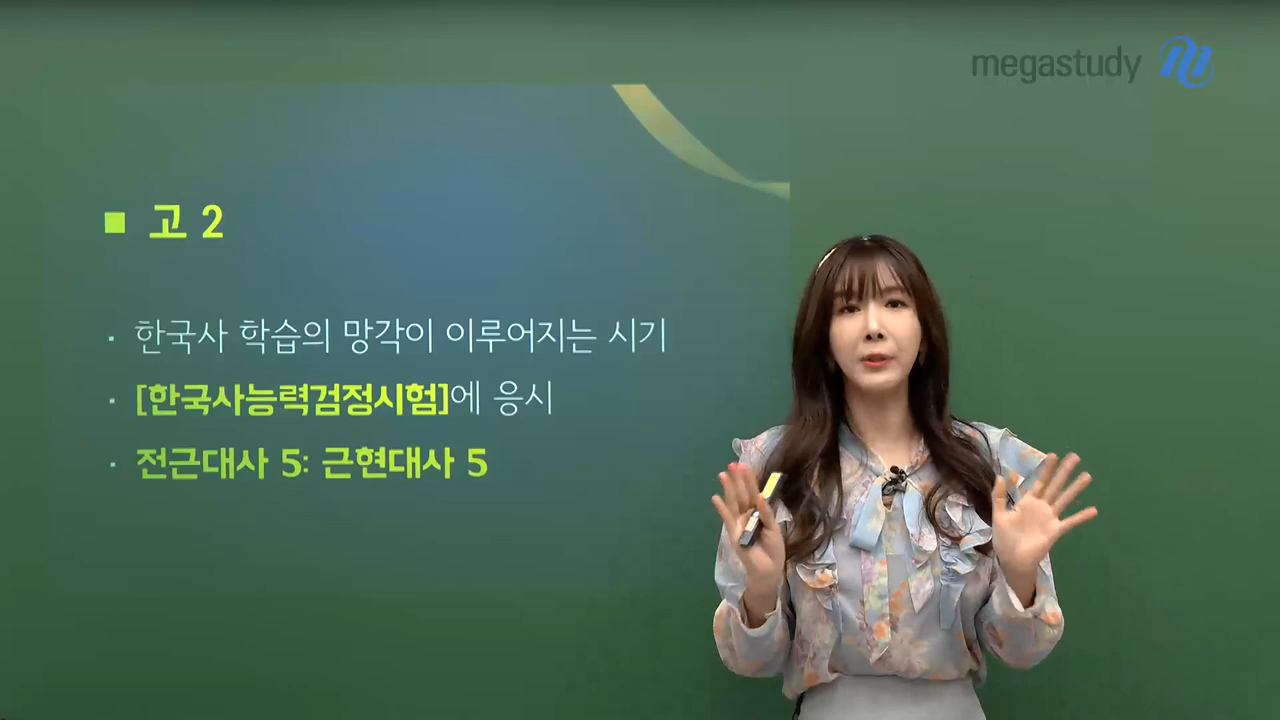 megastudy
■ 고 2
· 한국사 학습의 망각이 이루어지는 시기
· [한국사능력검정시험]에 응시
· 전근대사 5: 근현대사 5